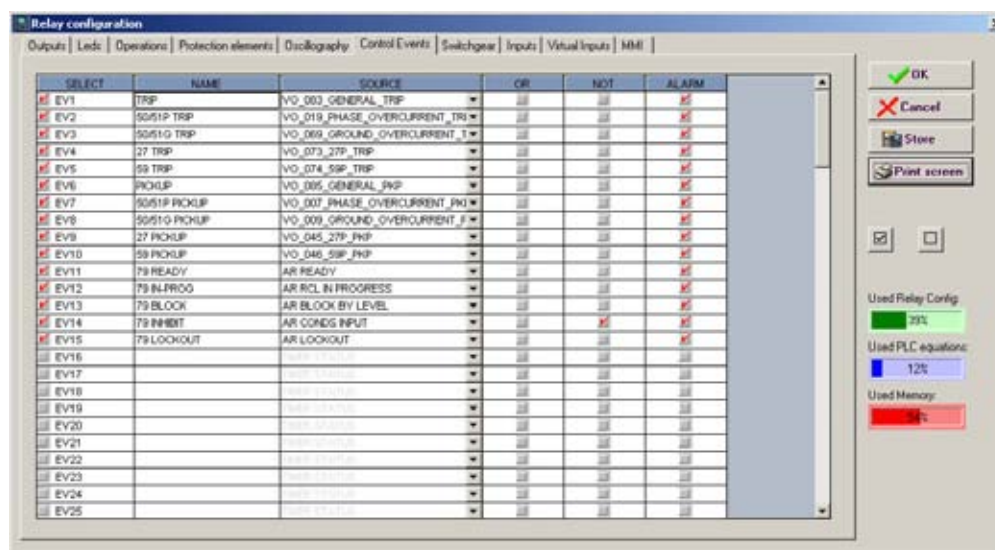 Relay configuration
Outputs Leds Operations Protection elements Oscillography Control Events Switchgear Inputs Virtual Inputs MMI
SELECT NAME SOURCE OR NOT ALARM
EV1 TRIP VO_003_GENERAL_TRIP
EV2 50/51P TRIP VO_019_PHASE_OVERCURRENT_TRI
EV3 50/51G TRIP VO_069_GROUND_OVERCURRENT_T
EV4 27 TRIP VO_073_27P_TRIP
EV5 59 TRIP VO_074_59P_TRIP
EV6 PICKUP VO_005_GENERAL_PKP
EV7 50/51P PICKUP VO_007_PHASE_OVERCURRENT_PKI
EV8 50/51G PICKUP VO_009_GROUND_OVERCURRENT_F
EV9 27 PICKUP VO_045_27P_PKP
EV10 59 PICKUP VO_046_59P_PKP
EV11 79 READY AR READY
EV12 79 IN-PROG AR RCL IN PROGRESS
EV13 79 BLOCK AR BLOCK BY LEVEL
EV14 79 INHIBIT AR CONDS INPUT
EV15 79 LOCKOUT AR LOCKOUT
EV16
EV17
EV18
EV19
EV20
EV21
EV22
EV23
EV24
EV25
OK
Cancel
Store
Print screen
Used Relay Config:
39%
Used PLC equations:
12%
Used Memory: